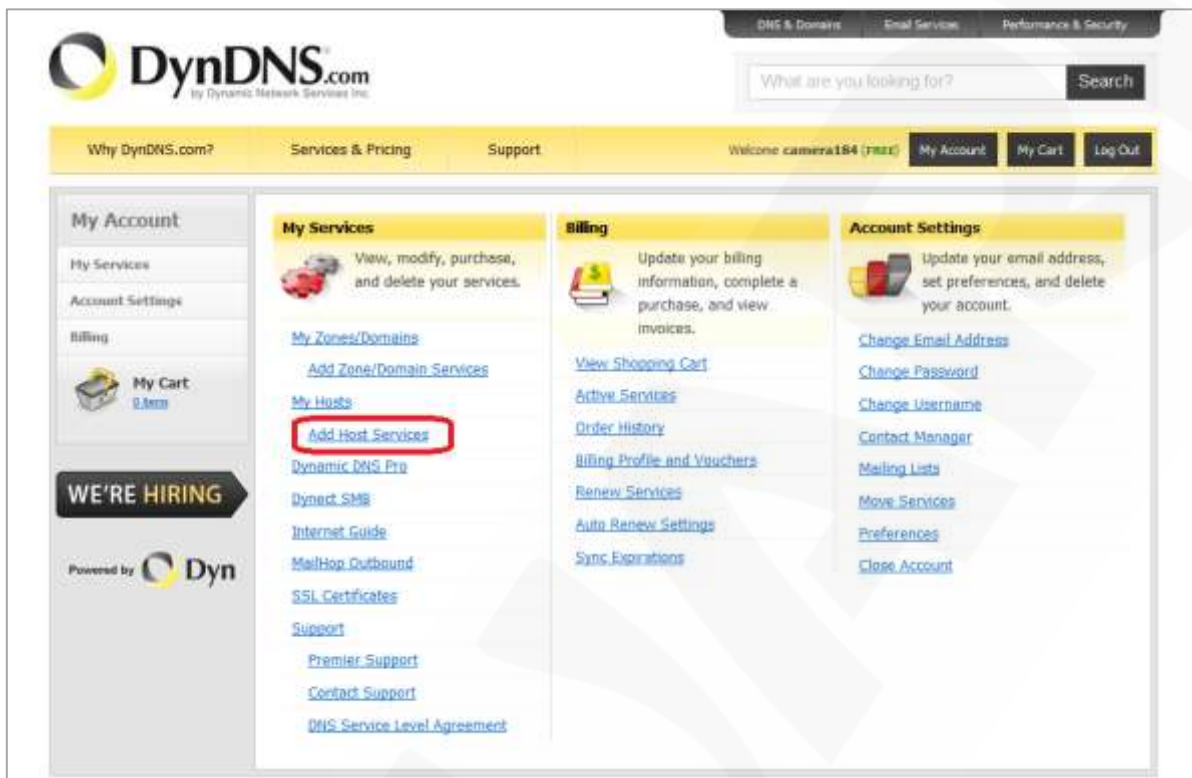 DNS & Domains Email Services Performance & Security
DynDNS.com
by Dynamic Network Services Inc.
What are you looking for? Search
Why DynDNS.com? Services & Pricing Support Welcome camera184 (FREE) My Account My Cart Log Out
My Account
My Services
Account Settings
Billing
My Cart
0 item
WE'RE HIRING
Powered by Dyn
My Services
View, modify, purchase,
and delete your services.
My Zones/Domains
Add Zone/Domain Services
My Hosts
Add Host Services
Dynamic DNS Pro
Dynect SMB
Internet Guide
MailHop Outbound
SSL Certificates
Support
Premier Support
Contact Support
DNS Service Level Agreement
Billing
Update your billing
information, complete a
purchase, and view
invoices.
View Shopping Cart
Active Services
Order History
Billing Profile and Vouchers
Renew Services
Auto Renew Settings
Sync Expirations
Account Settings
Update your email address,
set preferences, and delete
your account.
Change Email Address
Change Password
Change Username
Contact Manager
Mailing Lists
Move Services
Preferences
Close Account